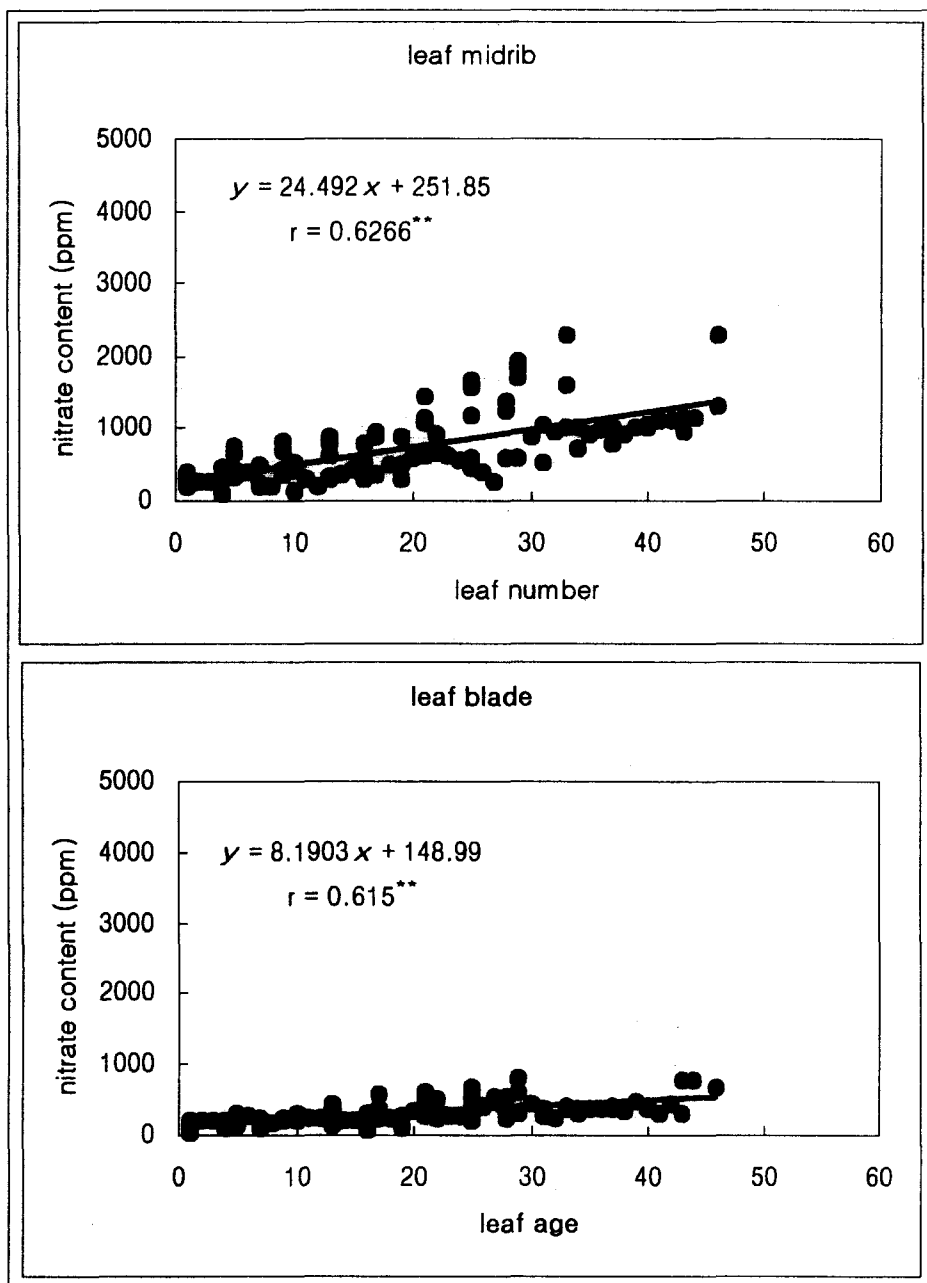 leaf midrib
5000
4000
3000
2000
1000
0
nitrate content (ppm)
y = 24.492 x + 251.85
r = 0.6266**
0 10 20 30 40 50 60
leaf number
leaf blade
5000
4000
3000
2000
1000
0
nitrate content (ppm)
y = 8.1903 x + 148.99
r = 0.615**
0 10 20 30 40 50 60
leaf age